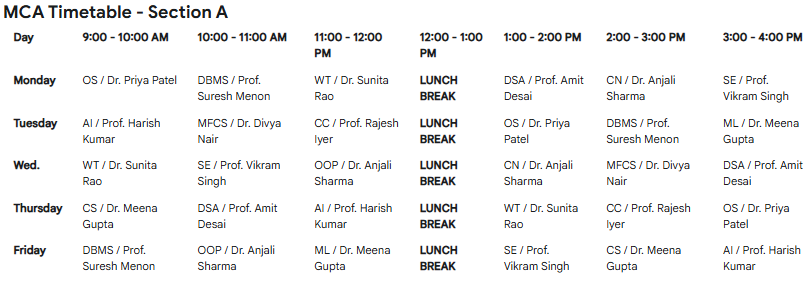 MCA Timetable - Section A
Day 9:00 - 10:00 AM 10:00 - 11:00 AM 11:00 - 12:00 12:00 - 1:00 1:00 - 2:00 PM 2:00 - 3:00 PM 3:00 - 4:00 PM
PM PM
Monday OS / Dr. Priya Patel DBMS / Prof. WT / Dr. Sunita LUNCH DSA / Prof. Amit CN / Dr. Anjali SE / Prof.
Suresh Menon Rao BREAK Desai Sharma Vikram Singh
Tuesday AI / Prof. Harish MFCS / Dr. Divya CC / Prof. Rajesh LUNCH OS / Dr. Priya DBMS / Prof. ML / Dr. Meena
Kumar Nair Iyer BREAK Patel Suresh Menon Gupta
Wed. WT / Dr. Sunita SE / Prof. Vikram OOP / Dr. Anjali LUNCH CN / Dr. Anjali MFCS / Dr. Divya DSA / Prof. Amit
Rao Singh Sharma BREAK Sharma Nair Desai
Thursday CS / Dr. Meena DSA / Prof. Amit AI / Prof. Harish LUNCH WT / Dr. Sunita CC / Prof. Rajesh OS / Dr. Priya
Gupta Desai Kumar BREAK Rao Iyer Patel
Friday DBMS / Prof. OOP / Dr. Anjali ML / Dr. Meena LUNCH SE / Prof. CS / Dr. Meena AI / Prof. Harish
Suresh Menon Sharma Gupta BREAK Vikram Singh Gupta Kumar